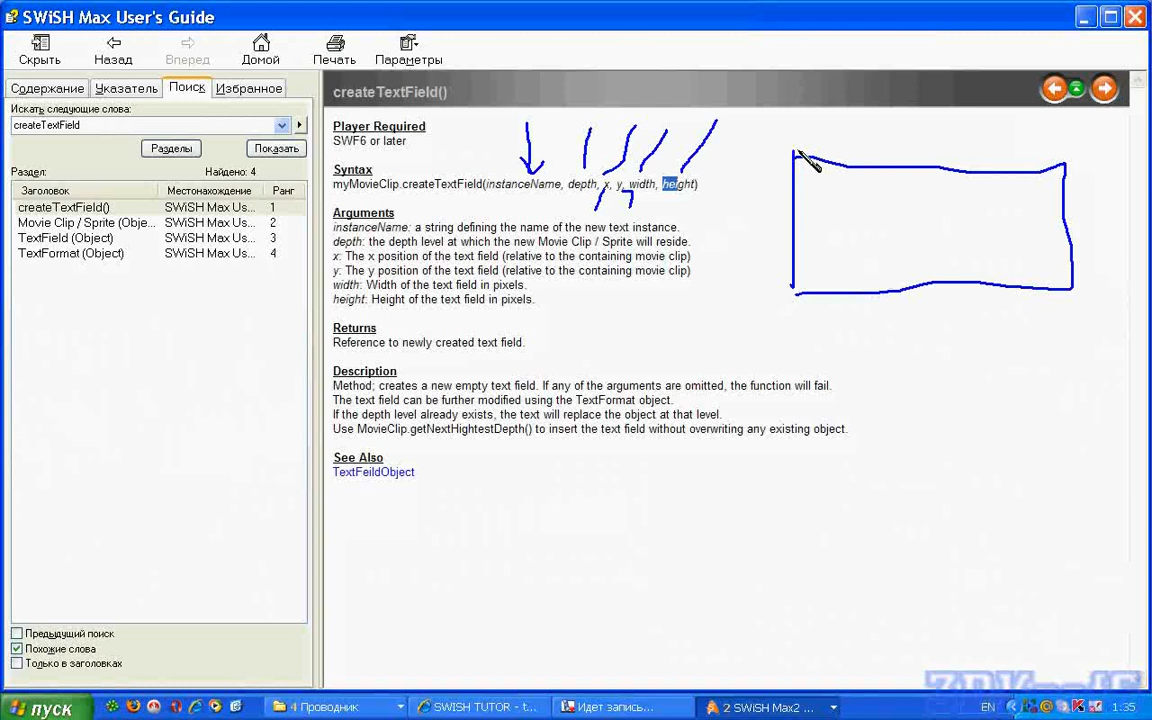 SWiSH Max User's Guide
Скрыть Назад Вперед Домой Печать Параметры
Содержание Указатель Поиск Избранное
Искать следующие слова:
createTextField
Разделы Показать
Раздел: Найдено: 4
Заголовок Местонахождение Ранг
createTextField() SWiSH Max Us... 1
Movie Clip / Sprite (Obje... SWiSH Max Us... 2
TextField (Object) SWiSH Max Us... 3
TextFormat (Object) SWiSH Max Us... 4
Предыдущий поиск
Похожие слова
Только в заголовках
createTextField()
Player Required
SWF6 or later
Syntax
myMovieClip.createTextField(instanceName, depth, x, y, width, height)
Arguments
instanceName: a string defining the name of the new text instance.
depth: the depth level at which the new Movie Clip / Sprite will reside.
x: The x position of the text field (relative to the containing movie clip)
y: The y position of the text field (relative to the containing movie clip)
width: Width of the text field in pixels.
height: Height of the text field in pixels.
Returns
Reference to newly created text field.
Description
Method; creates a new empty text field. If any of the arguments are omitted, the function will fail.
The text field can be further modified using the TextFormat object.
If the depth level already exists, the text will replace the object at that level.
Use MovieClip.getNextHightestDepth() to insert the text field without overwriting any existing object.
See Also
TextFeildObject
пуск 4 Проводник SWISH TUTOR - t... Идет запись... 2 SWiSH Max2 ... EN 1:35